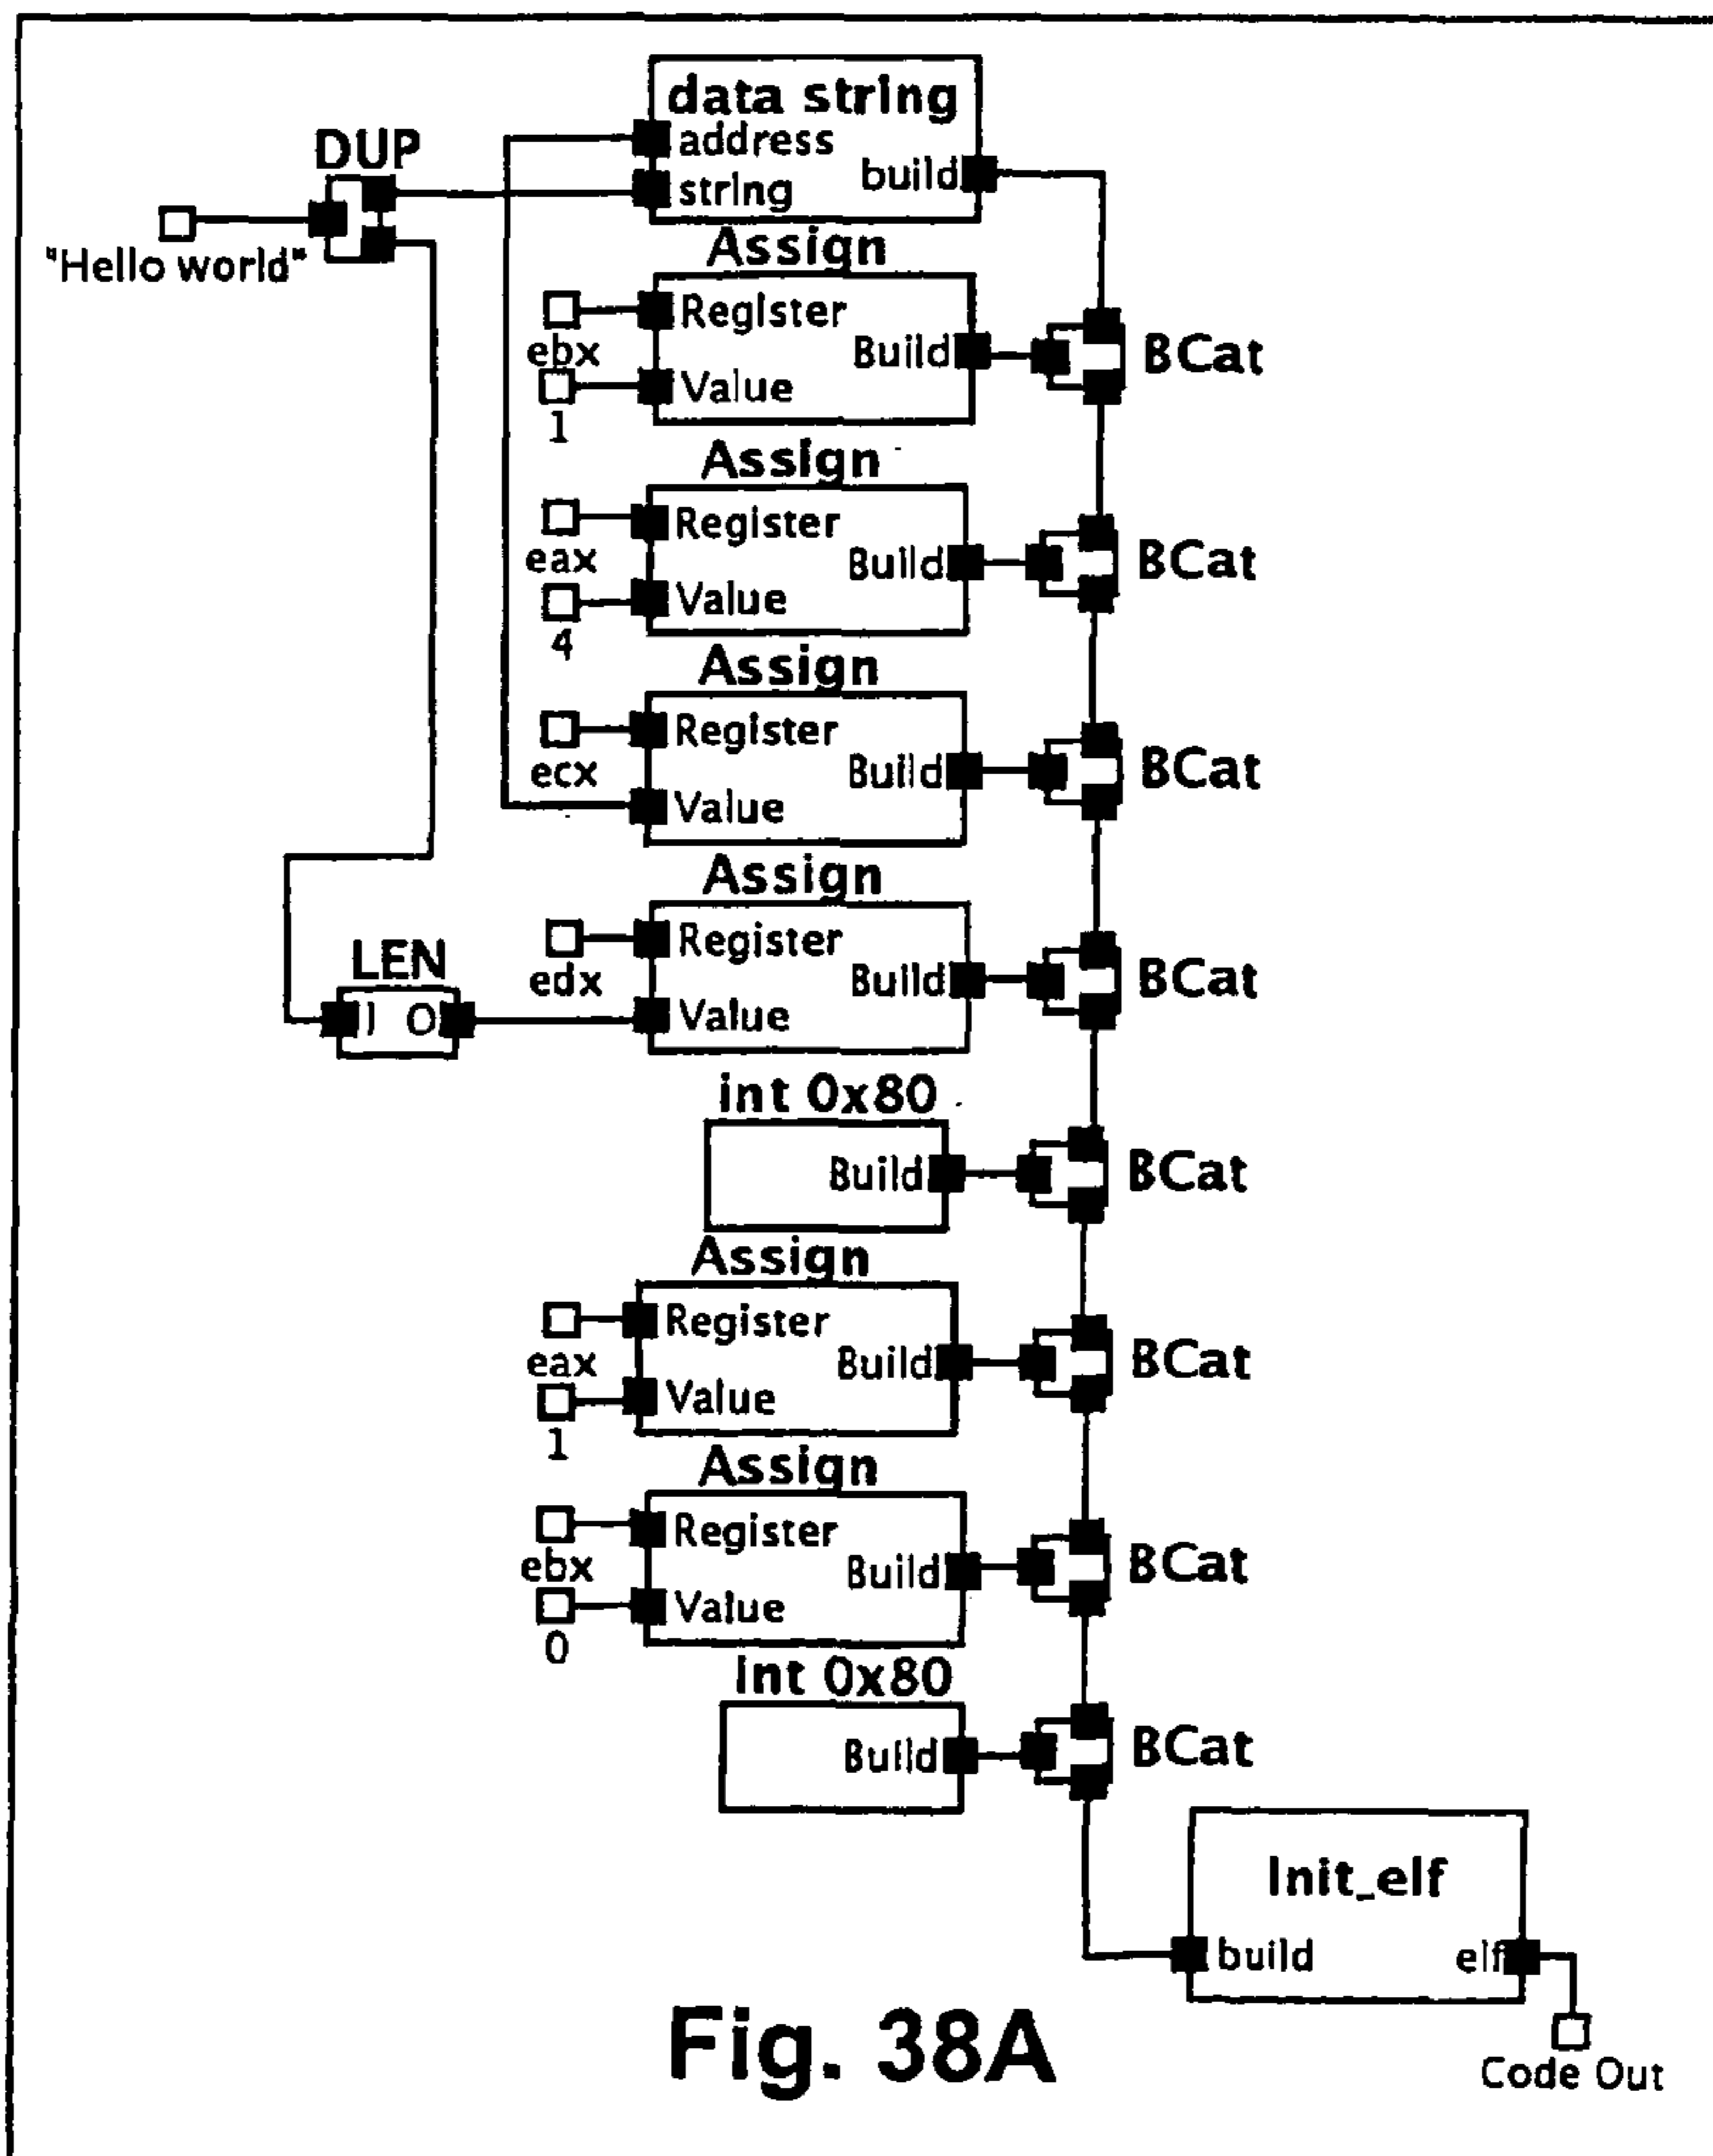 data string
address
DUP
build
string
"Hello world"
Assign
Register
ebx
Build
BCat
Value
1
Assign
Register
eax
Build
BCat
Value
4
Assign
Register
ecx
Build
BCat
Value
Assign
Register
LEN
edx
Build
BCat
I O
Value
int 0x80
Build
BCat
Assign
Register
eax
Build
BCat
Value
1
Assign
Register
ebx
Build
BCat
Value
0
int 0x80
Build
BCat
Init_elf
build
elf
Fig. 38A
Code Out